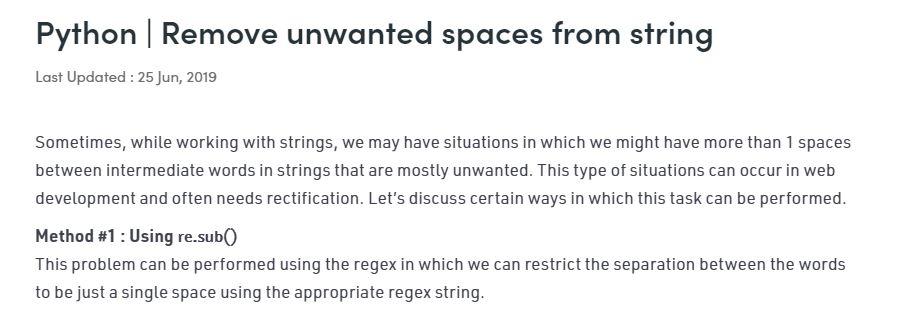 Python | Remove unwanted spaces from string
Last Updated : 25 Jun, 2019
Sometimes, while working with strings, we may have situations in which we might have more than 1 spaces
between intermediate words in strings that are mostly unwanted. This type of situations can occur in web
development and often needs rectification. Let’s discuss certain ways in which this task can be performed.
Method #1 : Using re.sub()
This problem can be performed using the regex in which we can restrict the separation between the words
to be just a single space using the appropriate regex string.